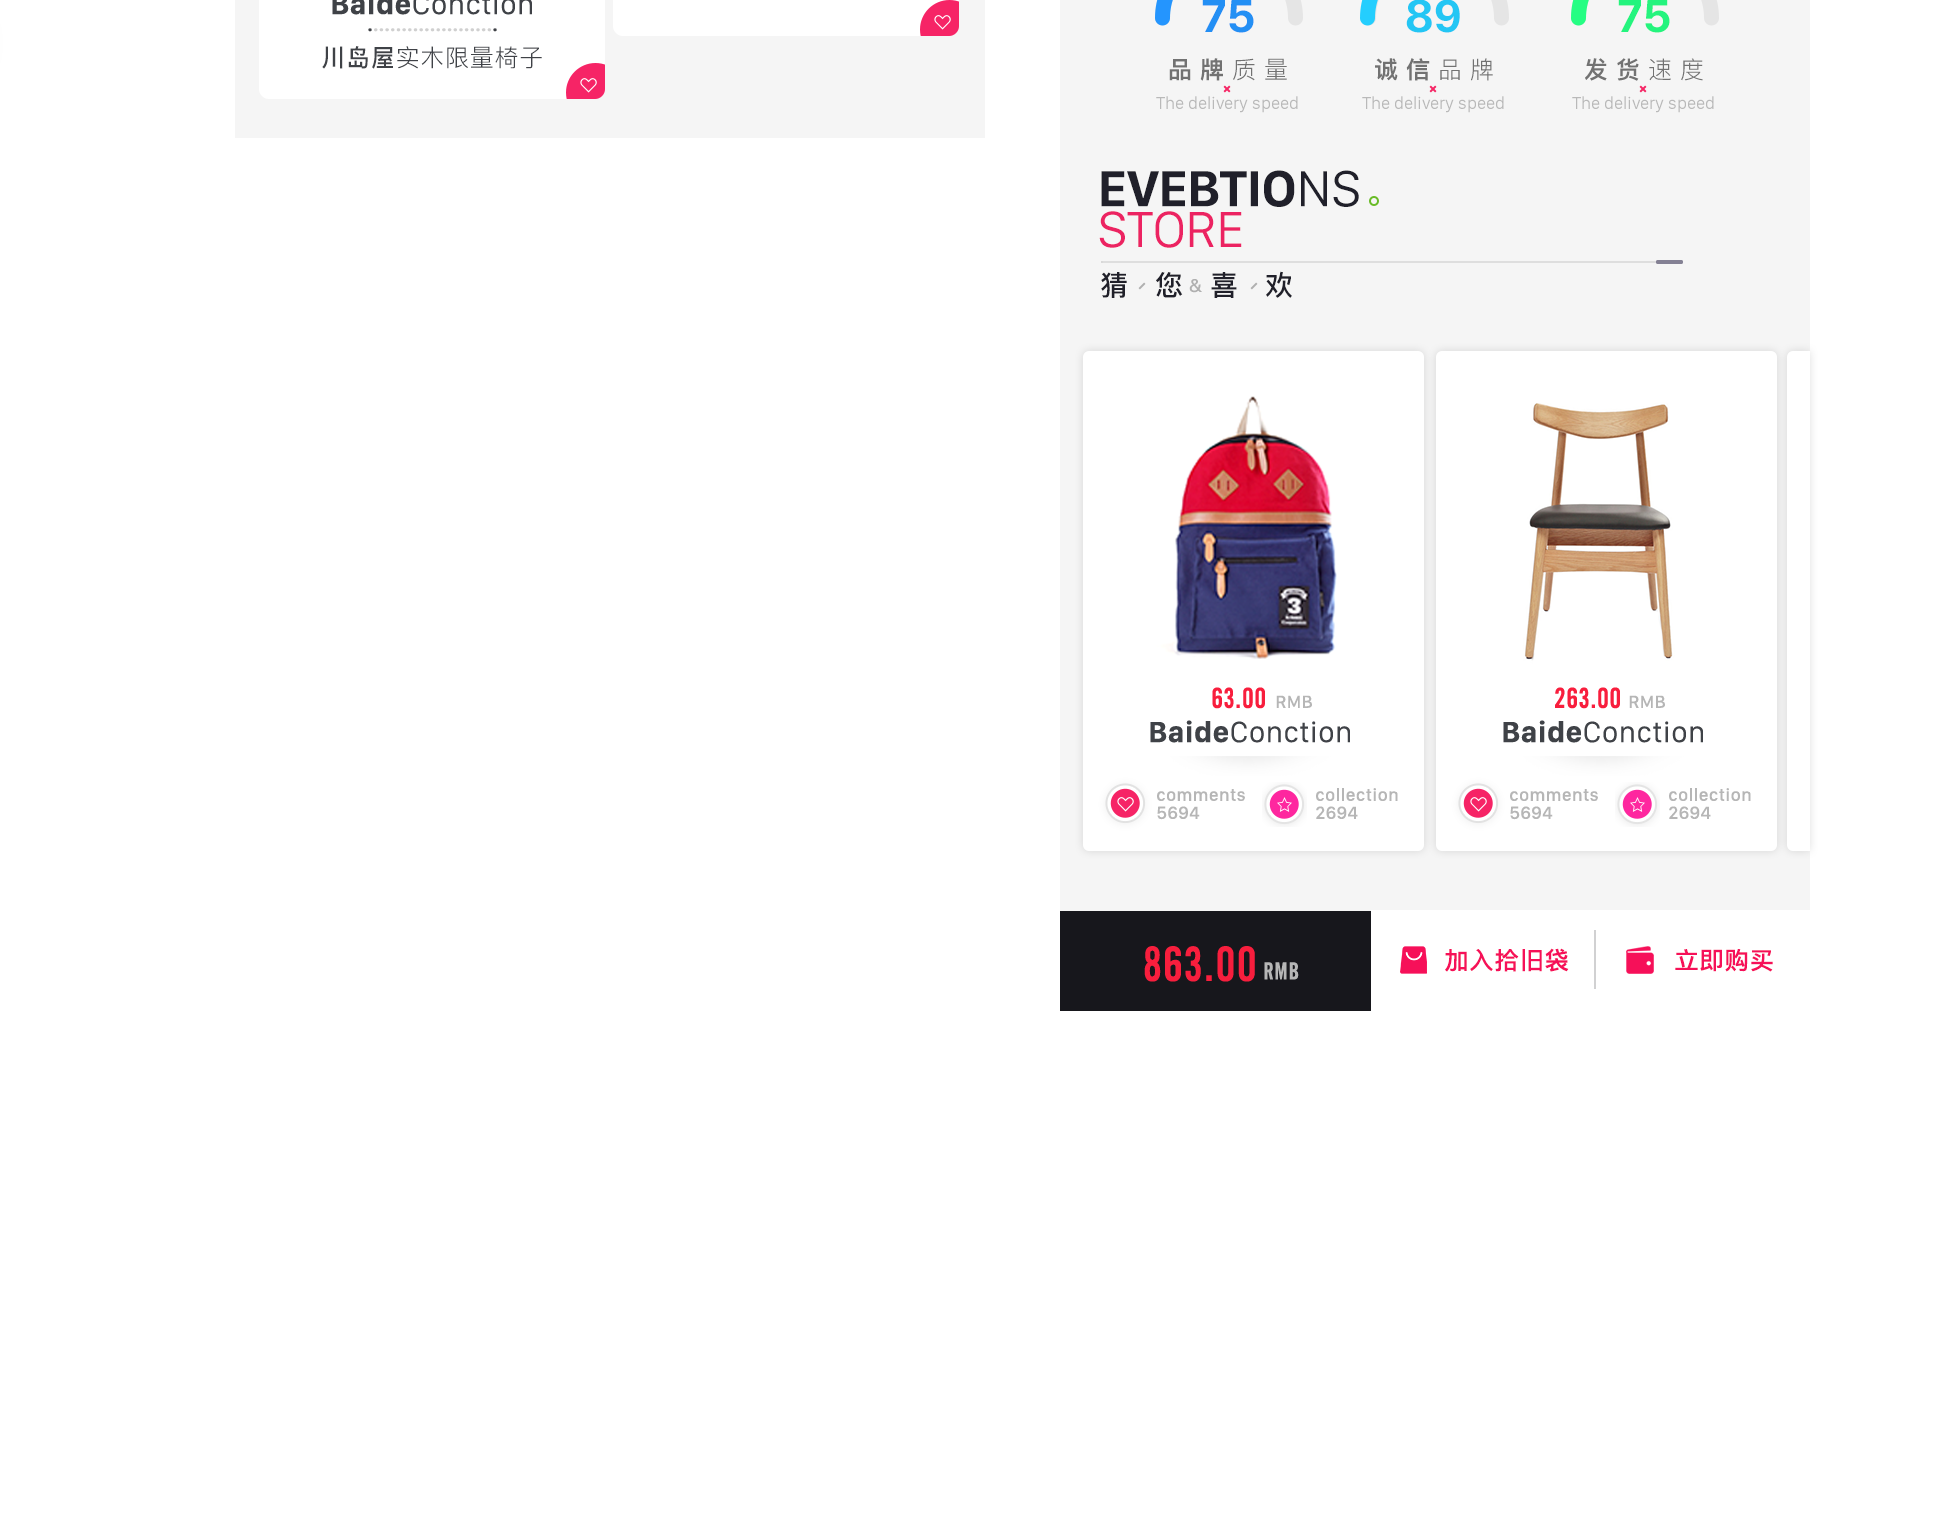 BaideConction
川岛屋实木限量椅子
75
89
75
品牌质量
诚信品牌
发货速度
The delivery speed
The delivery speed
The delivery speed
EVEBTIONS
STORE
猜 您 & 喜 欢
3
63.00 RMB
BaideConction
comments
5694
collection
2694
263.00 RMB
BaideConction
comments
5694
collection
2694
863.00 RMB
加入拾旧袋
立即购买